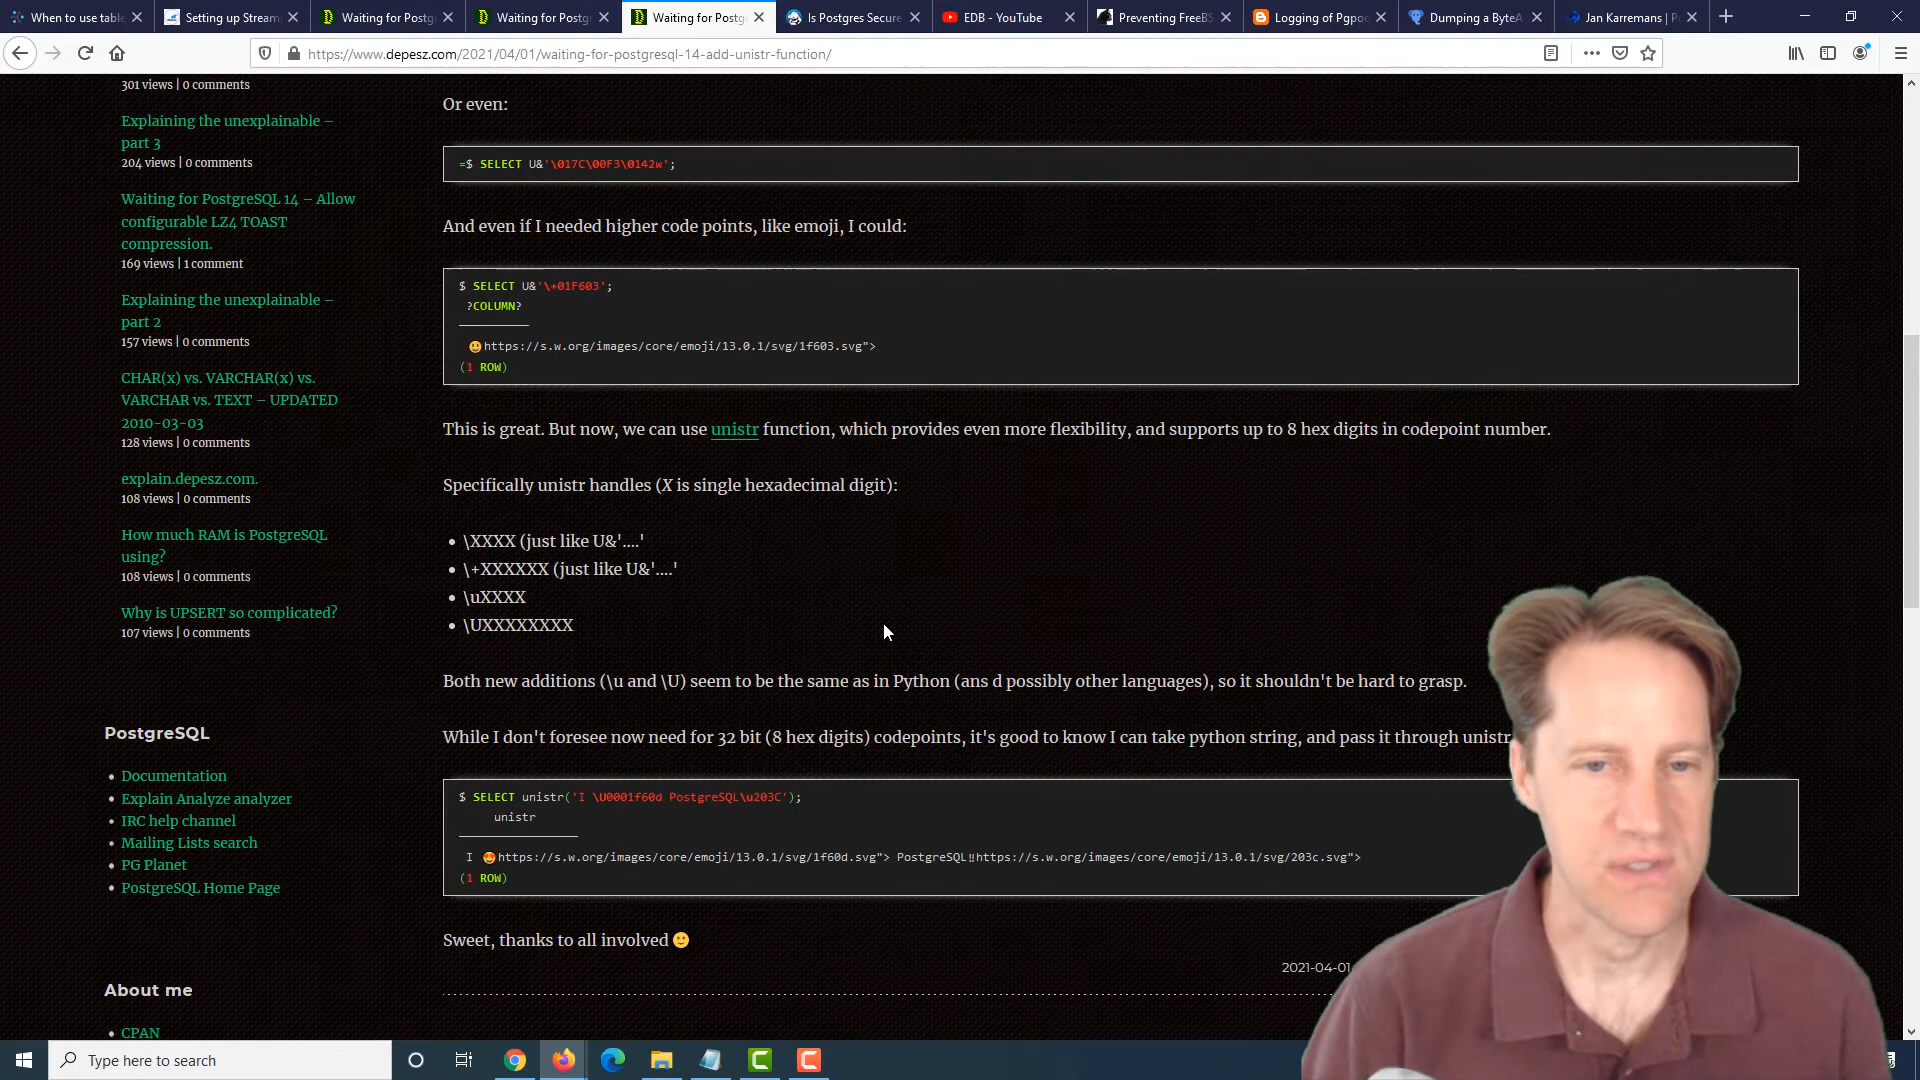 When to use table
Setting up Stream
Waiting for Postg
Waiting for Postg
Waiting for Postg
Is Postgres Secure
EDB - YouTube
Preventing FreeBS
Logging of Pgpoo
Dumping a ByteA
Jan Karremans | P
https://www.depesz.com/2021/04/01/waiting-for-postgresql-14-add-unistr-function/
301 views | 0 comments
Explaining the unexplainable –
part 3
204 views | 0 comments
Waiting for PostgreSQL 14 – Allow
configurable LZ4 TOAST
compression.
169 views | 1 comment
Explaining the unexplainable –
part 2
157 views | 0 comments
CHAR(x) vs. VARCHAR(x) vs.
VARCHAR vs. TEXT – UPDATED
2010-03-03
128 views | 0 comments
explain.depesz.com.
108 views | 0 comments
How much RAM is PostgreSQL
using?
108 views | 0 comments
Why is UPSERT so complicated?
107 views | 0 comments
PostgreSQL
Documentation
Explain Analyze analyzer
IRC help channel
Mailing Lists search
PG Planet
PostgreSQL Home Page
About me
CPAN
Or even:
=$ SELECT U&'\017C\00F3\0142w';
And even if I needed higher code points, like emoji, I could:
$ SELECT U&'\+01F603';
?COLUMN?
──────────
😃https://s.w.org/images/core/emoji/13.0.1/svg/1f603.svg">
(1 ROW)
This is great. But now, we can use unistr function, which provides even more flexibility, and supports up to 8 hex digits in codepoint number.
Specifically unistr handles (X is single hexadecimal digit):
• \XXXX (just like U&'....'
• \+XXXXXX (just like U&'....'
• \uXXXX
• \UXXXXXXXX
Both new additions (\u and \U) seem to be the same as in Python (ans d possibly other languages), so it shouldn't be hard to grasp.
While I don't foresee now need for 32 bit (8 hex digits) codepoints, it's good to know I can take python string, and pass it through unistr
$ SELECT unistr('I \U0001f60d PostgreSQL\u203C');
unistr
─────────────────
I 😍https://s.w.org/images/core/emoji/13.0.1/svg/1f60d.svg"> PostgreSQL‼https://s.w.org/images/core/emoji/13.0.1/svg/203c.svg">
(1 ROW)
Sweet, thanks to all involved 🙂
2021-04-01
Type here to search